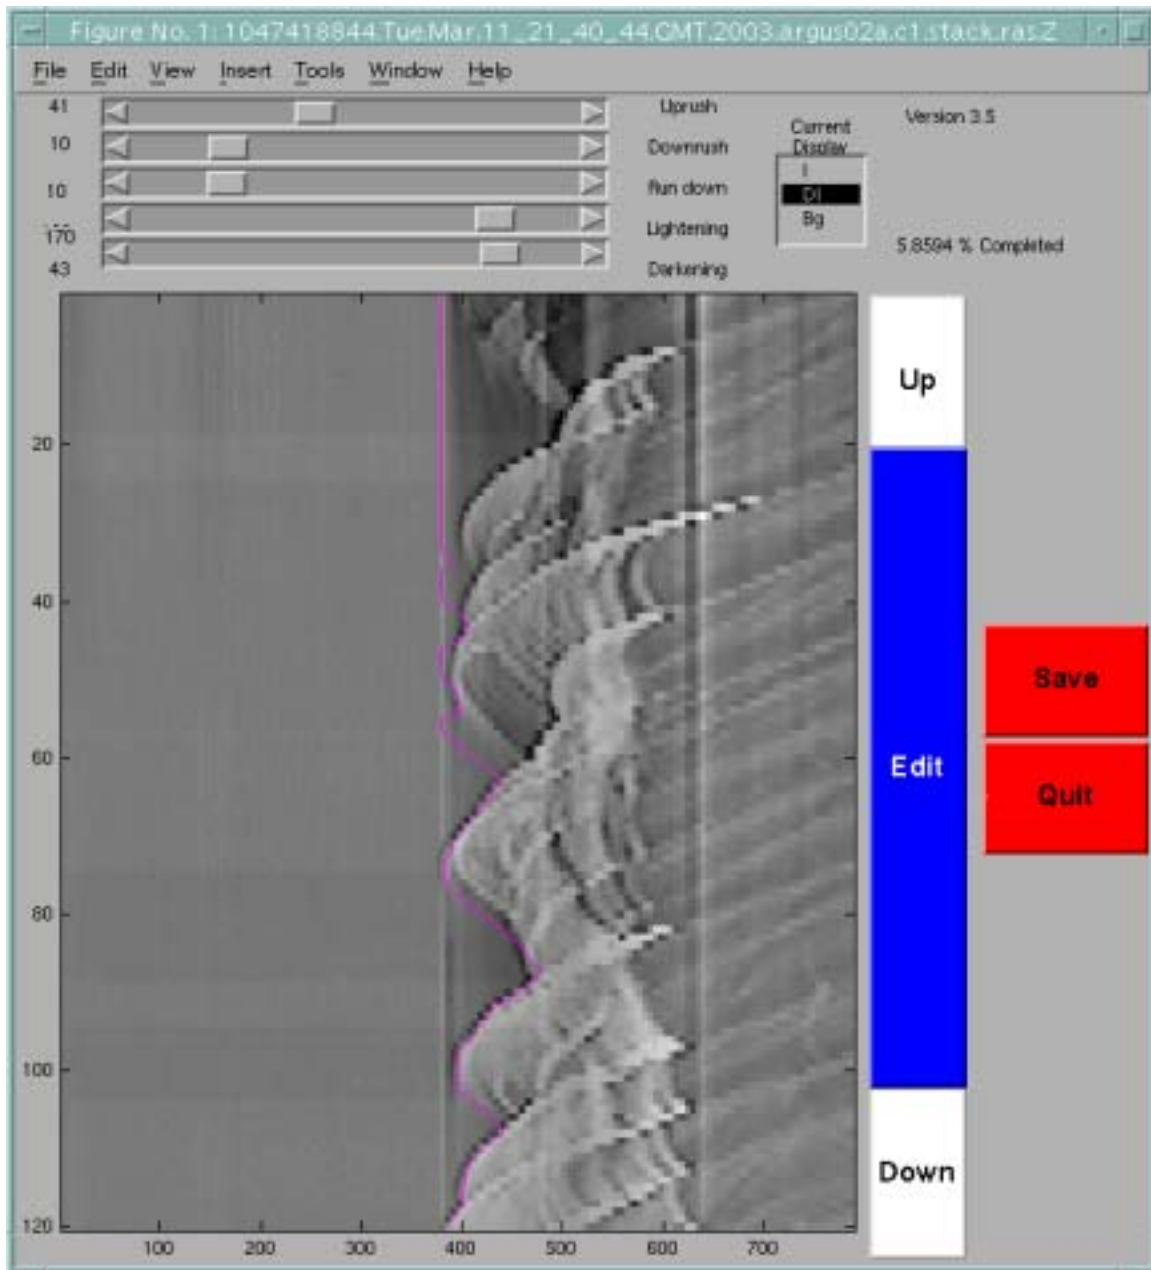 Figure No. 1: 1047418844.Tue.Mar.11_21_40_44.GMT.2003.argus02a.c1.stack.ras.Z
File Edit View Insert Tools Window Help
41 Uprush
10 Downrush
10 Run down
170 Lightening
43 Darkening
Current
Display
I
DI
Bg
Version 3.5
5.8594 % Completed
Up
Edit
Down
Save
Quit
20
40
60
80
100
120
100 200 300 400 500 600 700